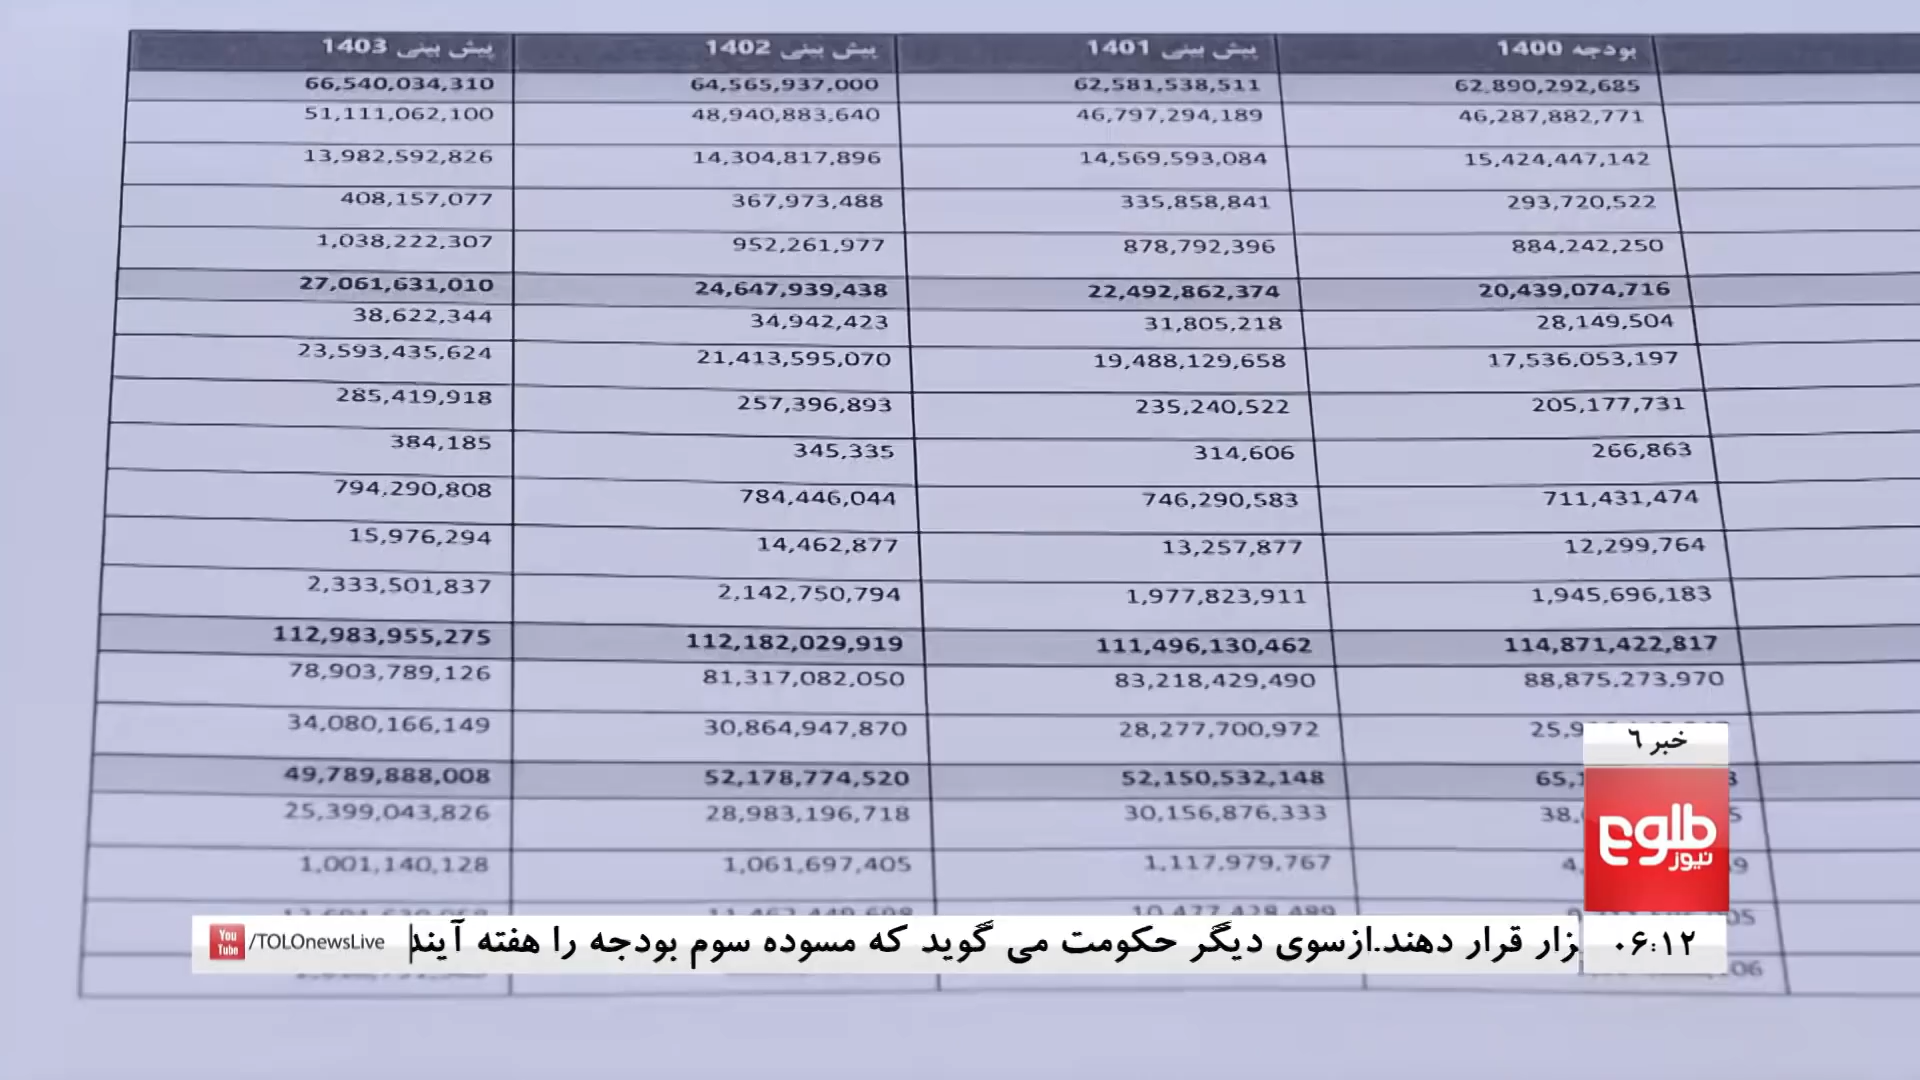 پیش بینی 1403 پیش بینی 1402 پیش بینی 1401 بودجه 1400
66,540,034,310 64,565,937,000 62,581,538,511 62,890,292,685
51,111,062,100 48,940,883,640 46,797,294,189 46,287,882,771
13,982,592,826 14,304,817,896 14,569,593,084 15,424,447,142
408,157,077 367,973,488 335,858,841 293,720,522
1,038,222,307 952,261,977 878,792,396 884,242,250
27,061,631,010 24,647,939,438 22,492,862,374 20,439,074,716
38,622,344 34,942,423 31,805,218 28,149,504
23,593,435,624 21,413,595,070 19,488,129,658 17,536,053,197
285,419,918 257,396,893 235,240,522 205,177,731
384,185 345,335 314,606 266,863
794,290,808 784,446,044 746,290,583 711,431,474
15,976,294 14,462,877 13,257,877 12,299,764
2,333,501,837 2,142,750,794 1,977,823,911 1,945,696,183
112,983,955,275 112,182,029,919 111,496,130,462 114,871,422,817
78,903,789,126 81,317,082,050 83,218,429,490 88,875,273,970
34,080,166,149 30,864,947,870 28,277,700,972
49,789,888,008 52,178,774,520 52,150,532,148
25,399,043,826 28,983,196,718 30,156,876,333
1,001,140,128 1,061,697,405 1,117,979,767
خبر ٦
طلوع
نیوز
زار قرار دهند.ازسوی دیگر حکومت می گوید که مسوده سوم بودجه را هفته آیند
You Tube /TOLOnewsLive
۰۶:۱۲